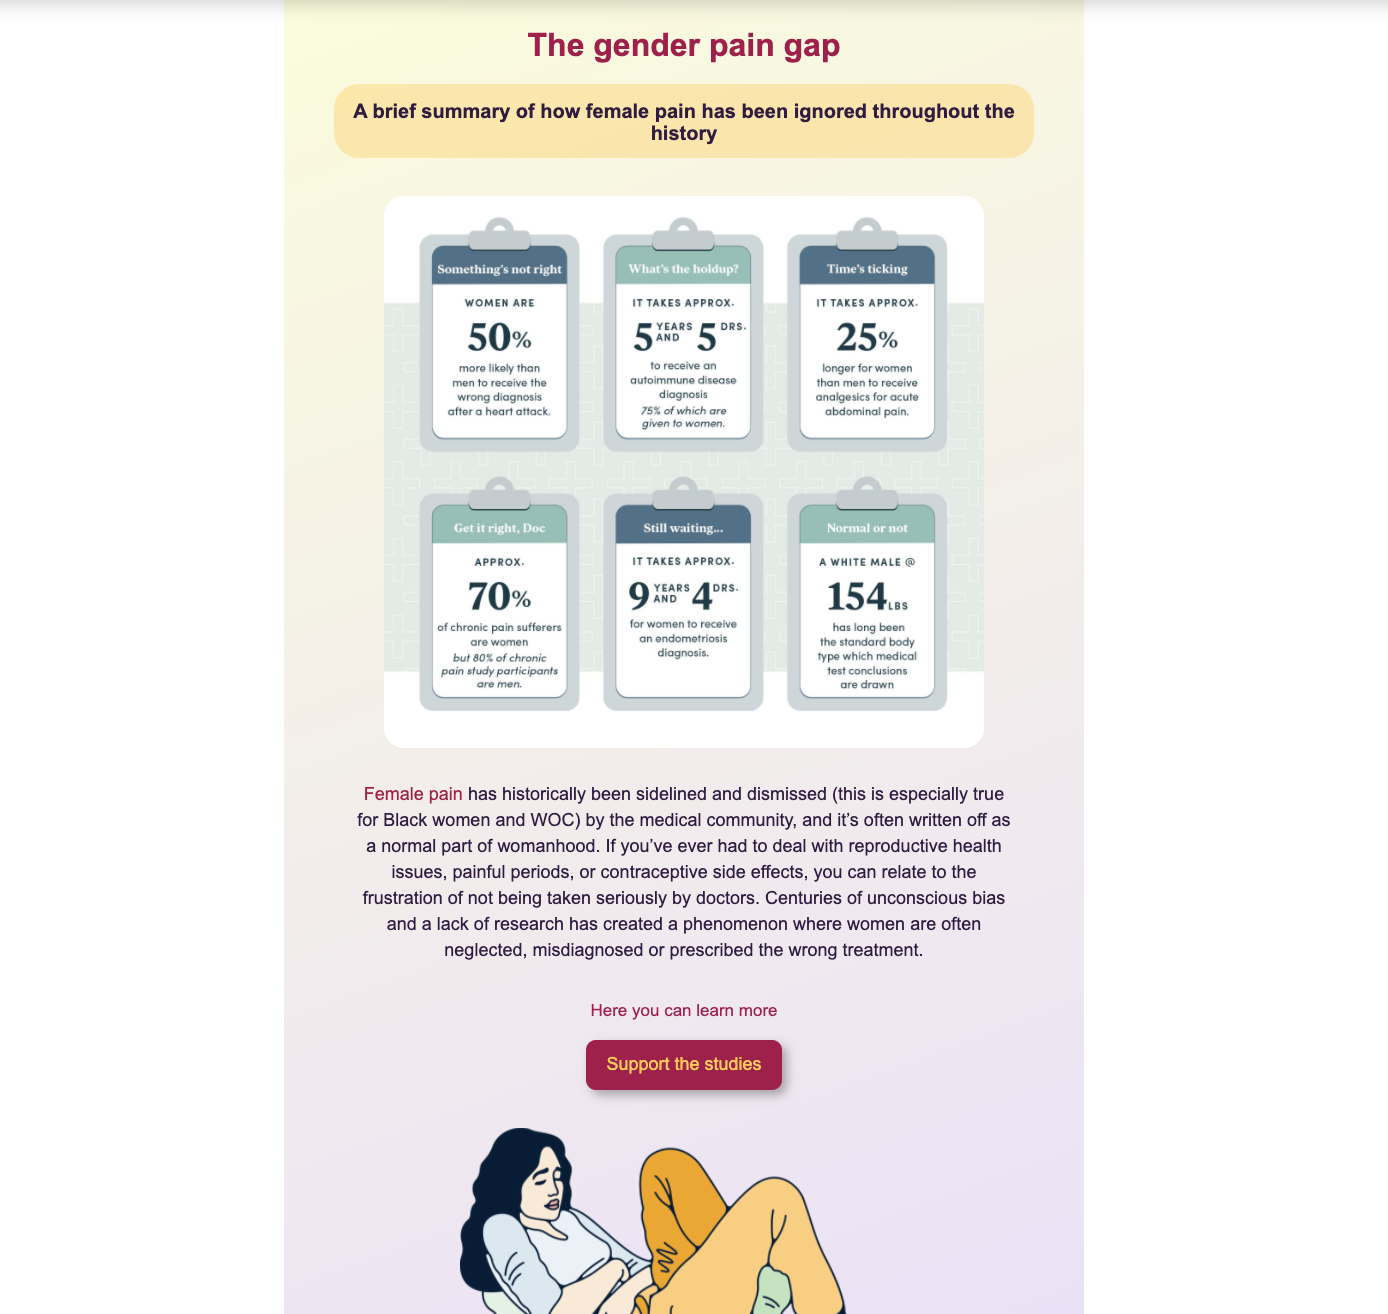 The gender pain gap
A brief summary of how female pain has been ignored throughout the
history
Something's not right
WOMEN ARE
50%
more likely than
men to receive the
wrong diagnosis
after a heart attack.
What's the holdup?
IT TAKES APPROX.
5 YEARS AND 5 DRS.
to receive an
autoimmune disease
diagnosis
75% of which are
given to women.
Time's ticking
IT TAKES APPROX.
25%
longer for women
than men to receive
analgesics for acute
abdominal pain.
Get it right, Doc
APPROX.
70%
of chronic pain sufferers
are women
but 80% of chronic
pain study participants
are men.
Still waiting...
IT TAKES APPROX.
9 YEARS AND 4 DRS.
for women to receive
an endometriosis
diagnosis.
Normal or not
A WHITE MALE @
154 LBS
has long been
the standard body
type which medical
test conclusions
are drawn
Female pain has historically been sidelined and dismissed (this is especially true
for Black women and WOC) by the medical community, and it’s often written off as
a normal part of womanhood. If you’ve ever had to deal with reproductive health
issues, painful periods, or contraceptive side effects, you can relate to the
frustration of not being taken seriously by doctors. Centuries of unconscious bias
and a lack of research has created a phenomenon where women are often
neglected, misdiagnosed or prescribed the wrong treatment.
Here you can learn more
Support the studies